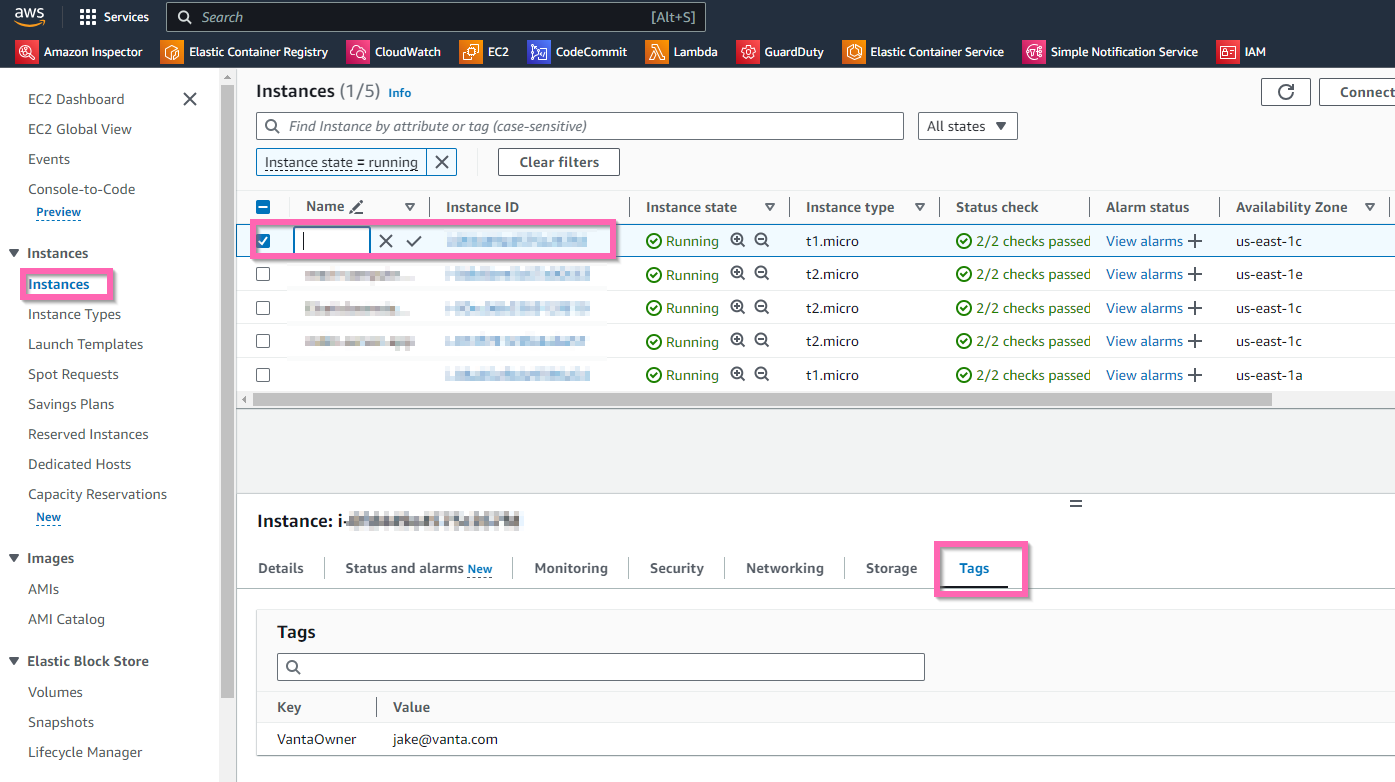 aws Services Search [Alt+S]
Amazon Inspector Elastic Container Registry CloudWatch EC2 CodeCommit Lambda GuardDuty Elastic Container Service Simple Notification Service IAM
EC2 Dashboard
EC2 Global View
Events
Console-to-Code
Preview
Instances
Instances
Instance Types
Launch Templates
Spot Requests
Savings Plans
Reserved Instances
Dedicated Hosts
Capacity Reservations
New
Images
AMIs
AMI Catalog
Elastic Block Store
Volumes
Snapshots
Lifecycle Manager
Instances (1/5) Info
Connect
Find Instance by attribute or tag (case-sensitive) All states
Instance state = running Clear filters
Name Instance ID Instance state Instance type Status check Alarm status Availability Zone
Running t1.micro 2/2 checks passed View alarms us-east-1c
Running t2.micro 2/2 checks passed View alarms us-east-1e
Running t2.micro 2/2 checks passed View alarms us-east-1c
Running t2.micro 2/2 checks passed View alarms us-east-1c
Running t1.micro 2/2 checks passed View alarms us-east-1a
Instance: i-
Details Status and alarms New Monitoring Security Networking Storage Tags
Tags
Key Value
VantaOwner jake@vanta.com